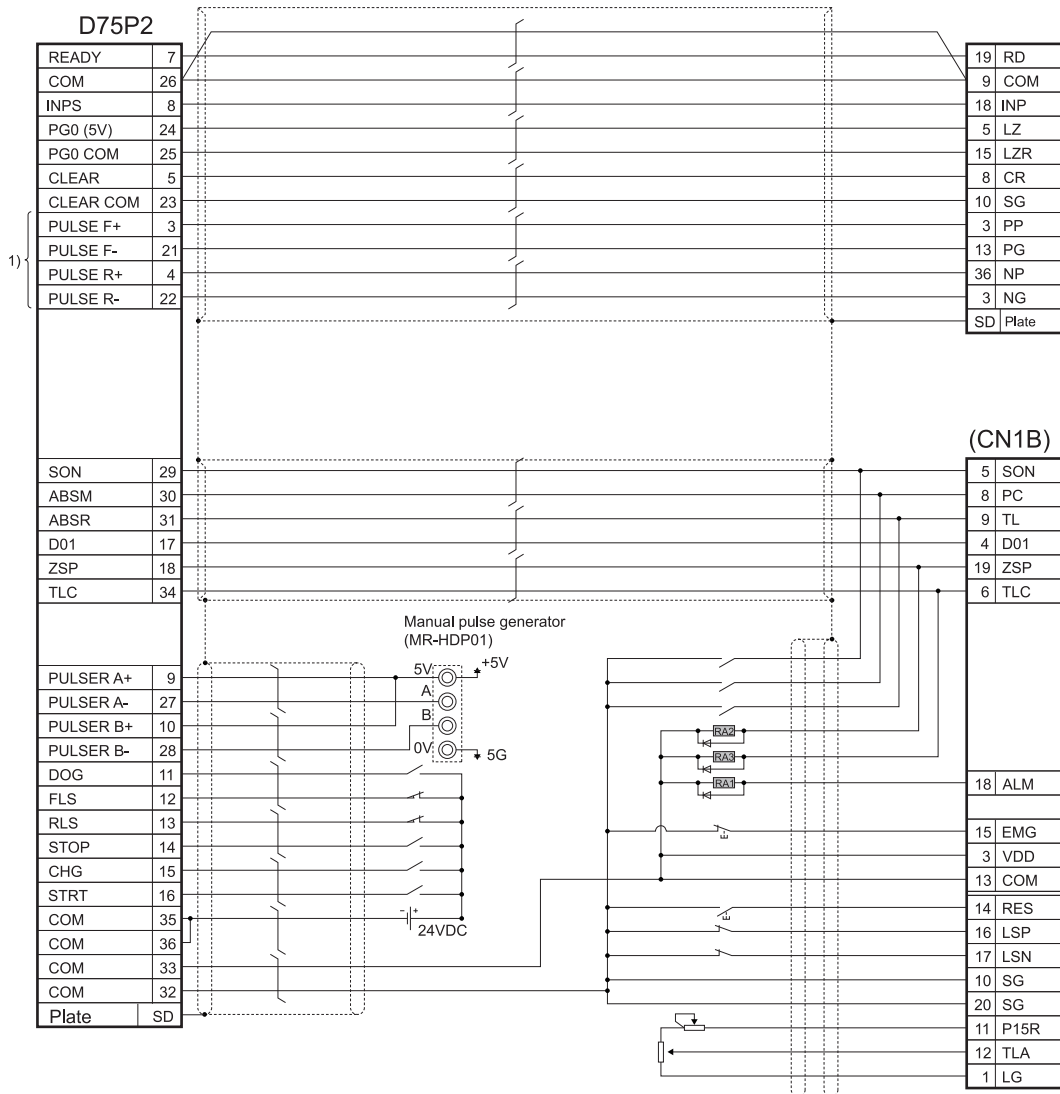 D75P2
READY 7
COM 26
INPS 8
PG0 (5V) 24
PG0 COM 25
CLEAR 5
CLEAR COM 23
1)
PULSE F+ 3
PULSE F- 21
PULSE R+ 4
PULSE R- 22
19 RD
9 COM
18 INP
5 LZ
15 LZR
8 CR
10 SG
3 PP
13 PG
36 NP
3 NG
SD Plate
SON 29
ABSM 30
ABSR 31
D01 17
ZSP 18
TLC 34
(CN1B)
5 SON
8 PC
9 TL
4 D01
19 ZSP
6 TLC
Manual pulse generator
(MR-HDP01)
5V +5V
A
B
0V 5G
PULSER A+ 9
PULSER A- 27
PULSER B+ 10
PULSER B- 28
DOG 11
FLS 12
RLS 13
STOP 14
CHG 15
STRT 16
COM 35
COM 36
COM 33
COM 32
Plate SD
- +
24VDC
RA2
RA3
RA1
E-
E-
18 ALM
15 EMG
3 VDD
13 COM
14 RES
16 LSP
17 LSN
10 SG
20 SG
11 P15R
12 TLA
1 LG